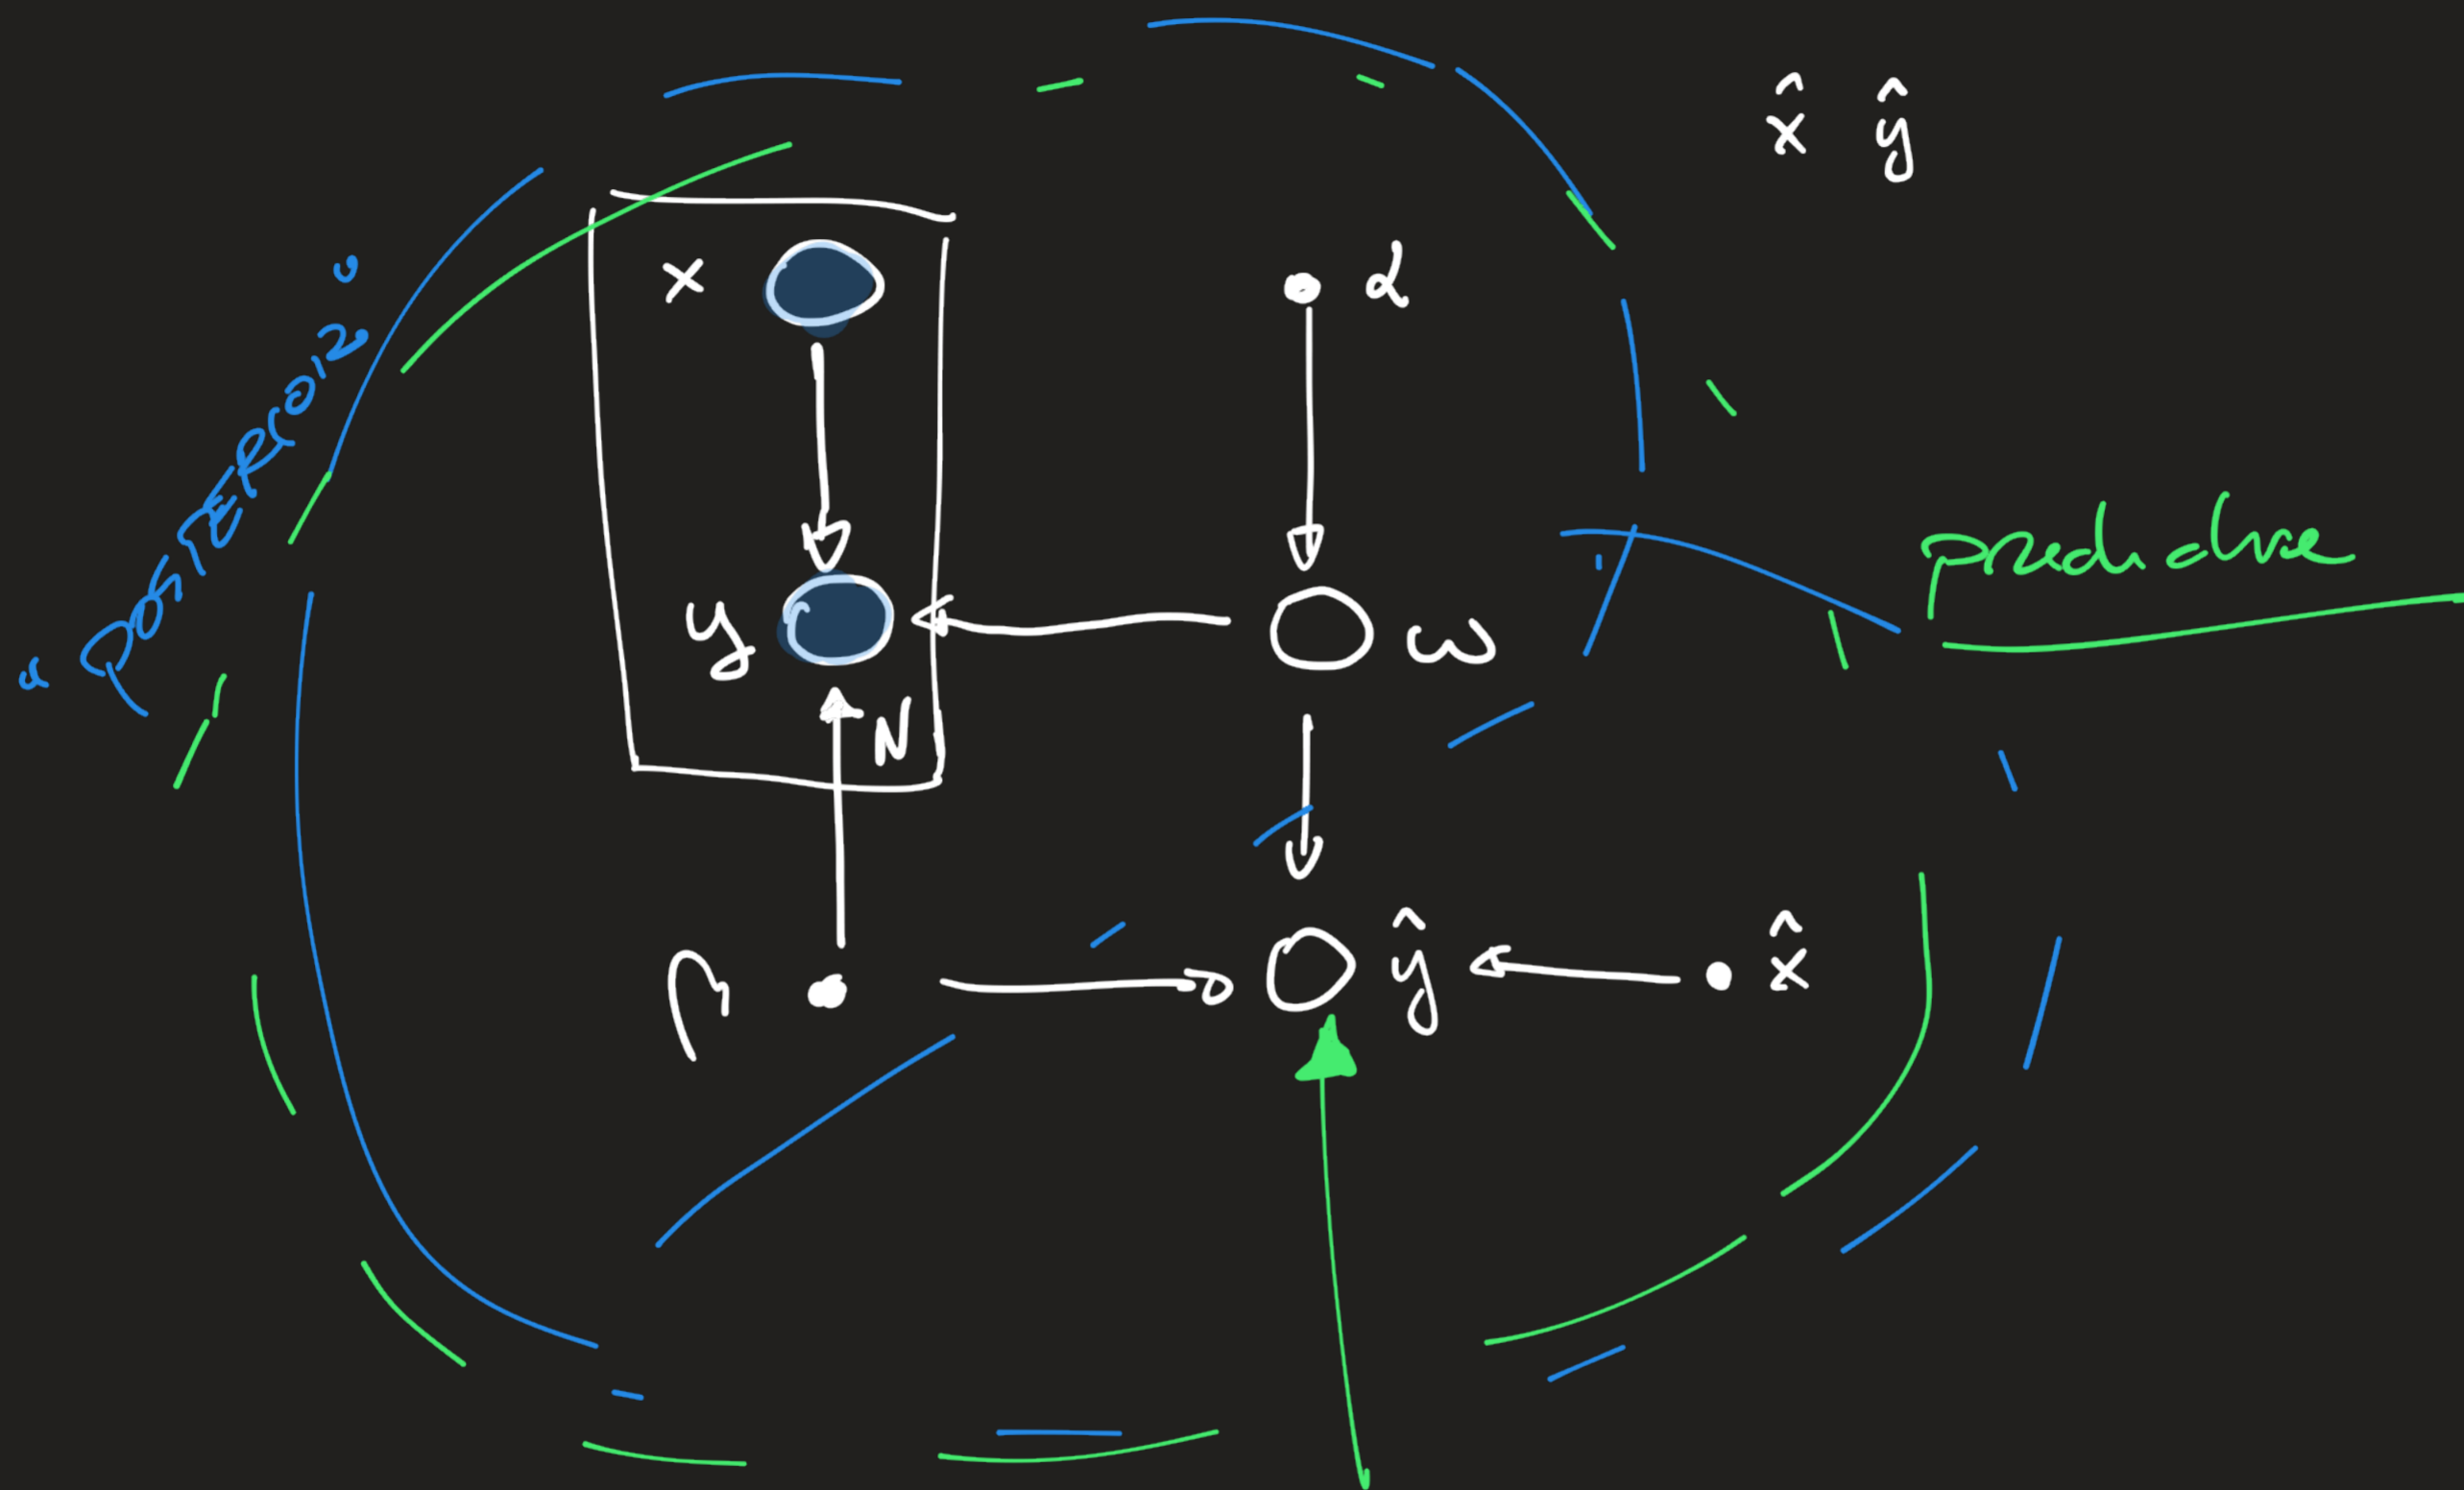 x̂ ŷ
x
α
"POSTERIOR"
y
ω
predictive
N
β
ŷ
x̂